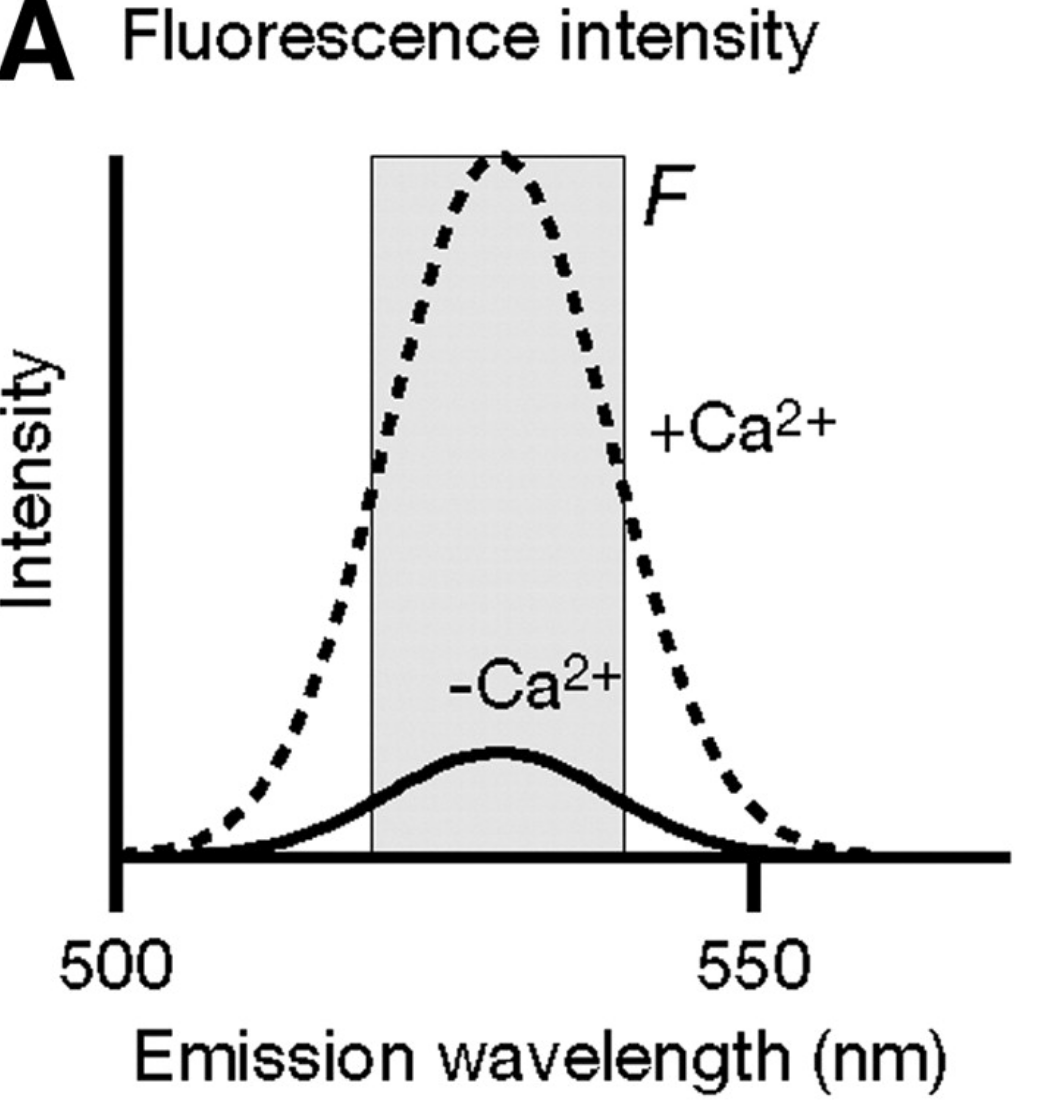 A Fluorescence intensity
F
Intensity
+Ca²⁺
-Ca²⁺
500 550
Emission wavelength (nm)